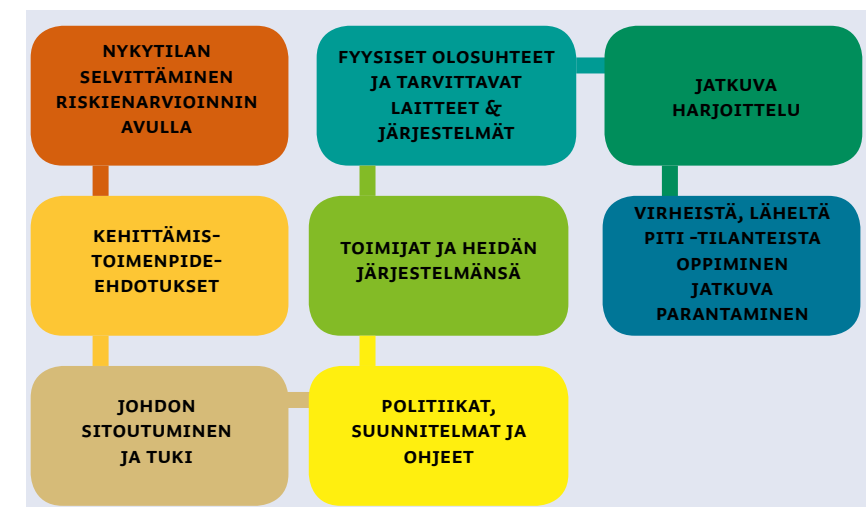 NYKYTILAN
SELVITTÄMINEN
RISKIENARVIOINNIN
AVULLA
KEHITTÄMIS-
TOIMENPIDE-
EHDOTUKSET
JOHDON
SITOUTUMINEN
JA TUKI
POLITIIKAT,
SUUNNITELMAT JA
OHJEET
TOIMIJAT JA HEIDÄN
JÄRJESTELMÄNSÄ
FYYSISET OLOSUHTEET
JA TARVITTAVAT
LAITTEET &
JÄRJESTELMÄT
JATKUVA
HARJOITTELU
VIRHEISTÄ, LÄHELTÄ
PITI -TILANTEISTA
OPPIMINEN
JATKUVA
PARANTAMINEN